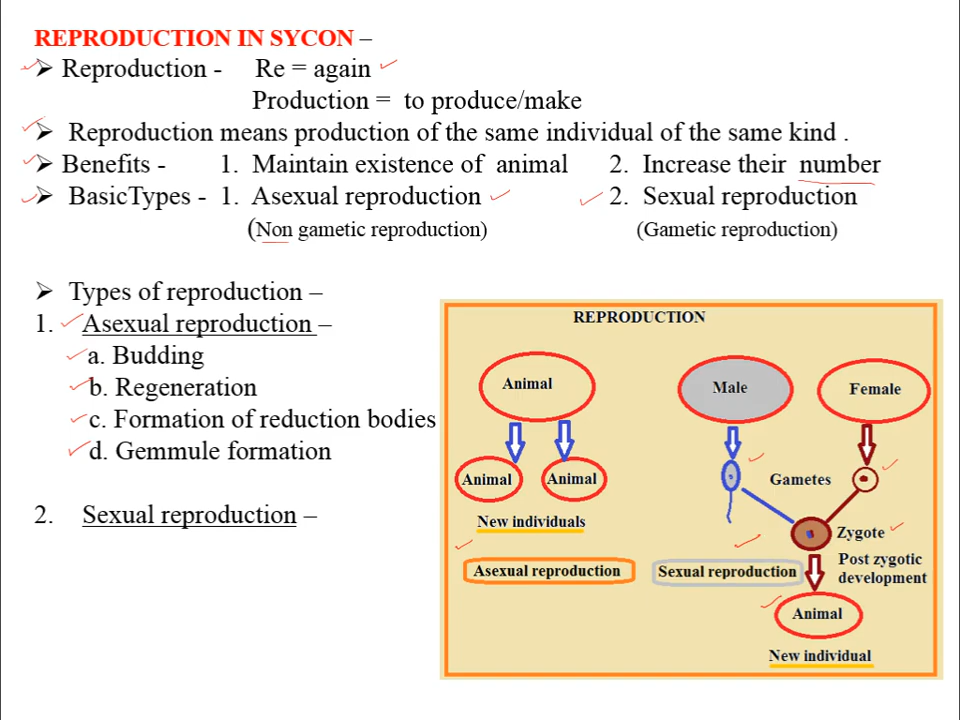 REPRODUCTION IN SYCON –
➢ Reproduction - Re = again
Production = to produce/make
➢ Reproduction means production of the same individual of the same kind .
➢ Benefits - 1. Maintain existence of animal 2. Increase their number
➢ BasicTypes - 1. Asexual reproduction 2. Sexual reproduction
(Non gametic reproduction) (Gametic reproduction)
➢ Types of reproduction –
1. Asexual reproduction –
a. Budding
b. Regeneration
c. Formation of reduction bodies
d. Gemmule formation
2. Sexual reproduction –
REPRODUCTION
Animal Male Female
Animal Animal Gametes
New individuals
Zygote
Asexual reproduction Sexual reproduction
Post zygotic
development
Animal
New individual